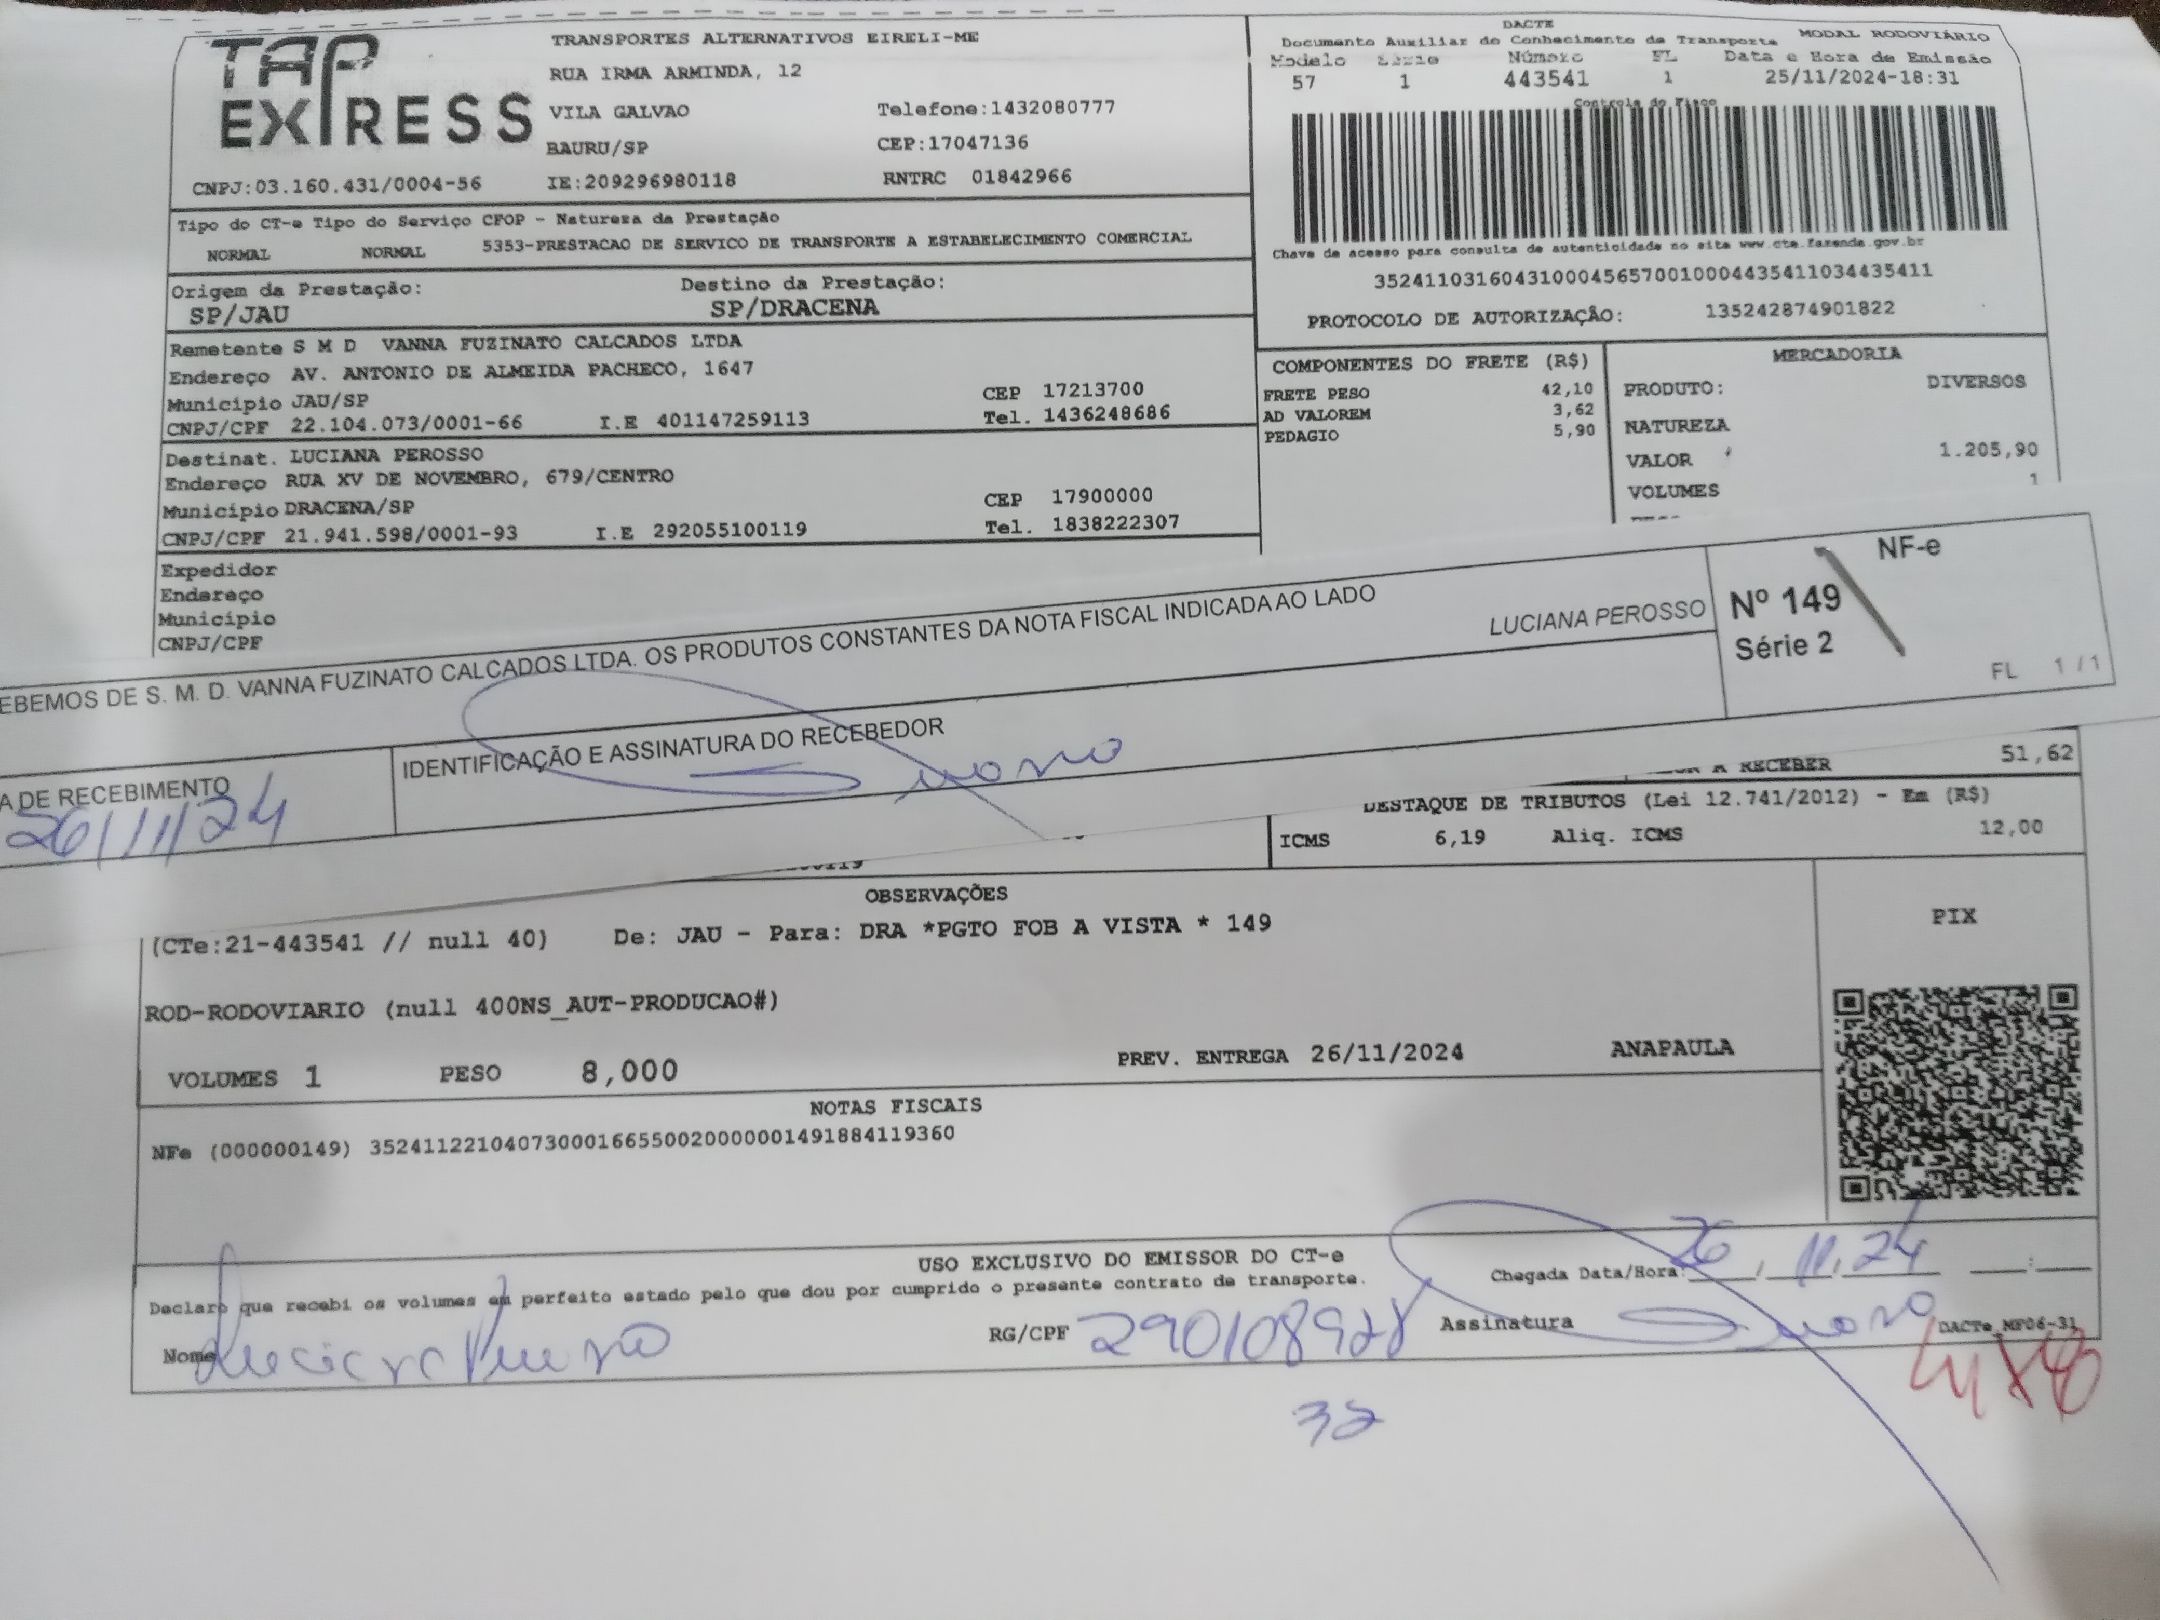 TAP EXPRESS
TRANSPORTES ALTERNATIVOS EIRELI-ME
RUA IRMA ARMINDA, 12
VILA GALVAO Telefone:1432080777
BAURU/SP CEP:17047136
CNPJ:03.160.431/0004-56 IE:209296980118 RNTRC 01842966
DACTE
Documento Auxiliar do Conhecimento de Transporte MODAL RODOVIÁRIO
Modelo Série Número FL Data e Hora de Emissão
57 1 443541 1 25/11/2024-18:31
Controle do Fisco
Chave de acesso para consulta de autenticidade no site www.cte.fazenda.gov.br
35241103160431000456570010004435411034435411
PROTOCOLO DE AUTORIZAÇÃO: 135242874901822
Tipo do CT-e Tipo do Serviço CFOP - Natureza da Prestação
NORMAL NORMAL 5353-PRESTACAO DE SERVICO DE TRANSPORTE A ESTABELECIMENTO COMERCIAL
Origem da Prestação: Destino da Prestação:
SP/JAU SP/DRACENA
Remetente S M D VANNA FUZINATO CALCADOS LTDA
Endereço AV. ANTONIO DE ALMEIDA PACHECO, 1647
Município JAU/SP CEP 17213700
CNPJ/CPF 22.104.073/0001-66 I.E 401147259113 Tel. 1436248686
Destinat. LUCIANA PEROSSO
Endereço RUA XV DE NOVEMBRO, 679/CENTRO
Município DRACENA/SP CEP 17900000
CNPJ/CPF 21.941.598/0001-93 I.E 292055100119 Tel. 1838222307
Expedidor
Endereço
Município
CNPJ/CPF
COMPONENTES DO FRETE (R$)
FRETE PESO 42,10
AD VALOREM 3,62
PEDAGIO 5,90
MERCADORIA
PRODUTO: DIVERSOS
NATUREZA
VALOR 1.205,90
VOLUMES 1
EBEMOS DE S. M. D. VANNA FUZINATO CALCADOS LTDA. OS PRODUTOS CONSTANTES DA NOTA FISCAL INDICADA AO LADO
LUCIANA PEROSSO
NF-e
Nº 149
Série 2
FL 1 / 1
A DE RECEBIMENTO
26/11/24
IDENTIFICAÇÃO E ASSINATURA DO RECEBEDOR
A RECEBER 51,62
DESTAQUE DE TRIBUTOS (Lei 12.741/2012) - Em (R$)
ICMS 6,19 Aliq. ICMS 12,00
OBSERVAÇÕES
(CTe:21-443541 // null 40) De: JAU - Para: DRA *PGTO FOB A VISTA * 149
ROD-RODOVIARIO (null 400NS_AUT-PRODUCAO#)
VOLUMES 1 PESO 8,000 PREV. ENTREGA 26/11/2024 ANAPAULA
PIX
NOTAS FISCAIS
NFe (000000149) 35241122104073000166550020000001491884119360
USO EXCLUSIVO DO EMISSOR DO CT-e
Declaro que recebi os volumes em perfeito estado pelo que dou por cumprido o presente contrato de transporte.
Chegada Data/Hora: 26/11/24 :
Nome Luciana Perosso RG/CPF 290108928 Assinatura
DACTe_MF06-31
32